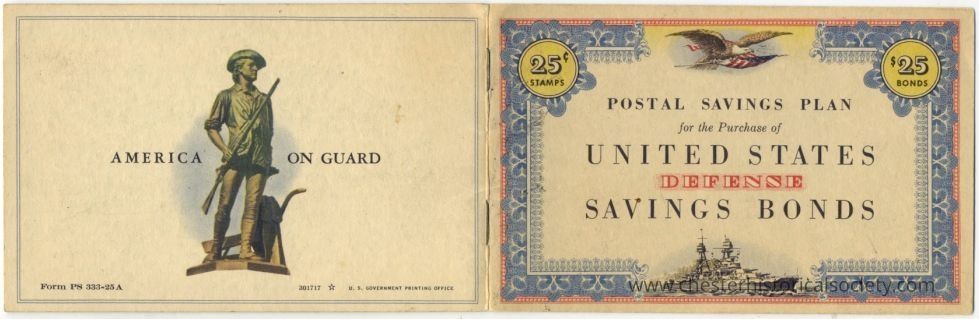 AMERICA ON GUARD
Form PS 333-25A
301717 ☆ U. S. GOVERNMENT PRINTING OFFICE
25¢
STAMPS
$25
BONDS
POSTAL SAVINGS PLAN
for the Purchase of
UNITED STATES
DEFENSE
SAVINGS BONDS
www.chesterhistoricalsociety.com